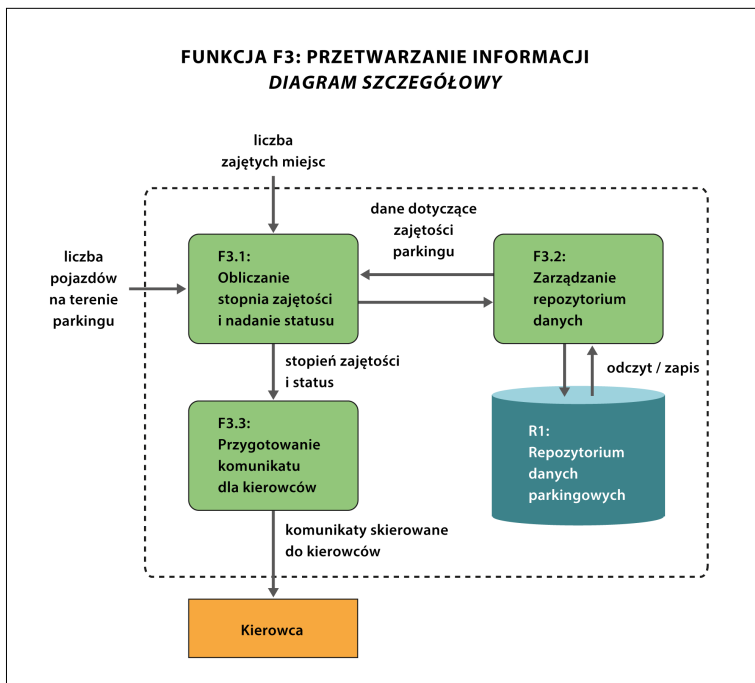 FUNKCJA F3: PRZETWARZANIE INFORMACJI
DIAGRAM SZCZEGÓŁOWY
liczba
zajętych miejsc
dane dotyczące
zajętości
parkingu
liczba
pojazdów
na terenie
parkingu
F3.1:
Obliczanie
stopnia zajętości
i nadanie statusu
F3.2:
Zarządzanie
repozytorium
danych
stopień zajętości
i status
odczyt / zapis
F3.3:
Przygotowanie
komunikatu
dla kierowców
R1:
Repozytorium
danych
parkingowych
komunikaty skierowane
do kierowców
Kierowca